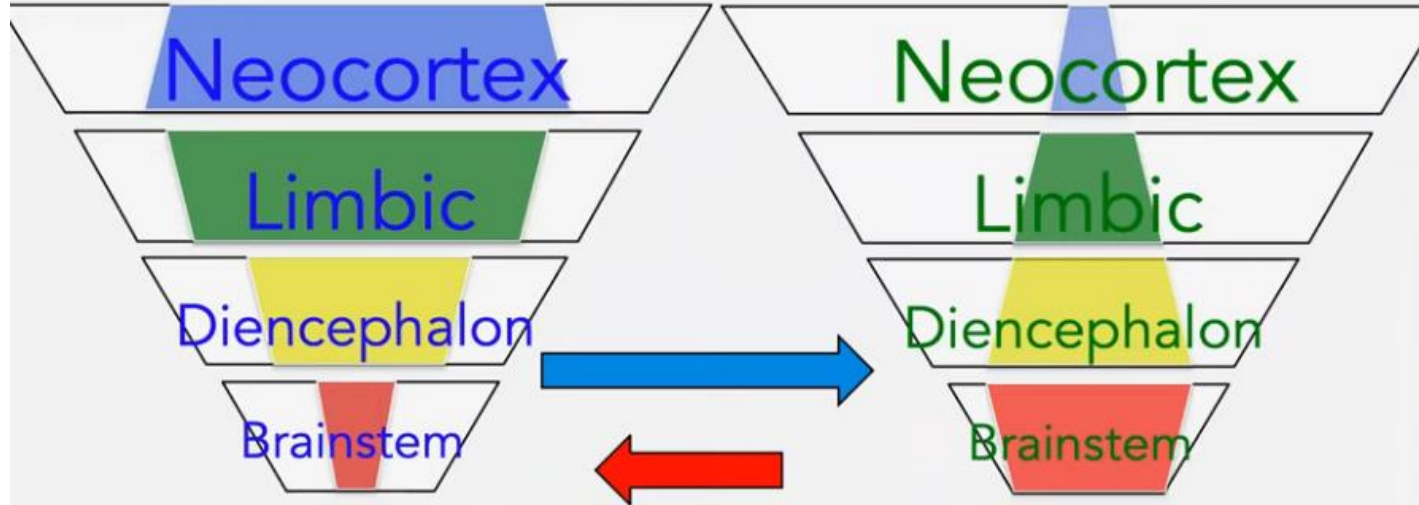 Neocortex
Limbic
Diencephalon
Brainstem
Neocortex
Limbic
Diencephalon
Brainstem